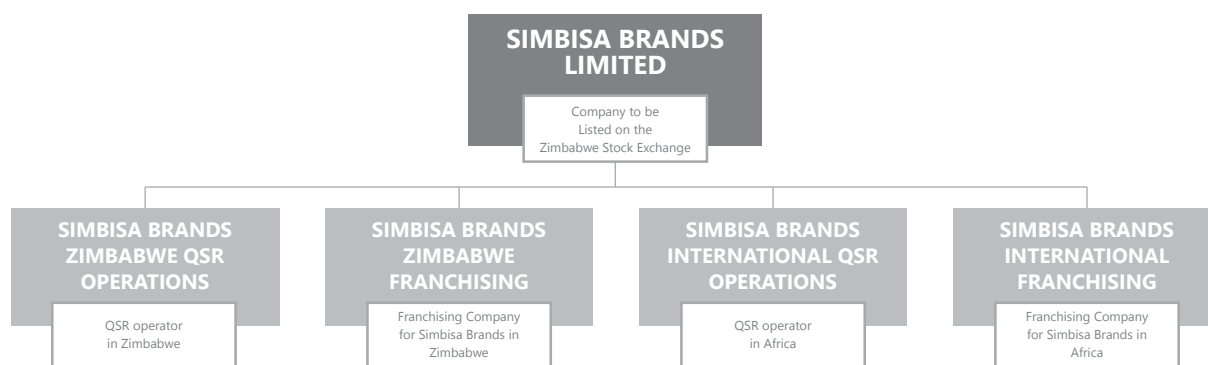 SIMBISA BRANDS
LIMITED
Company to be
Listed on the
Zimbabwe Stock Exchange
SIMBISA BRANDS
ZIMBABWE QSR
OPERATIONS
QSR operator
in Zimbabwe
SIMBISA BRANDS
ZIMBABWE
FRANCHISING
Franchising Company
for Simbisa Brands in
Zimbabwe
SIMBISA BRANDS
INTERNATIONAL QSR
OPERATIONS
QSR operator
in Africa
SIMBISA BRANDS
INTERNATIONAL
FRANCHISING
Franchising Company
for Simbisa Brands in
Africa